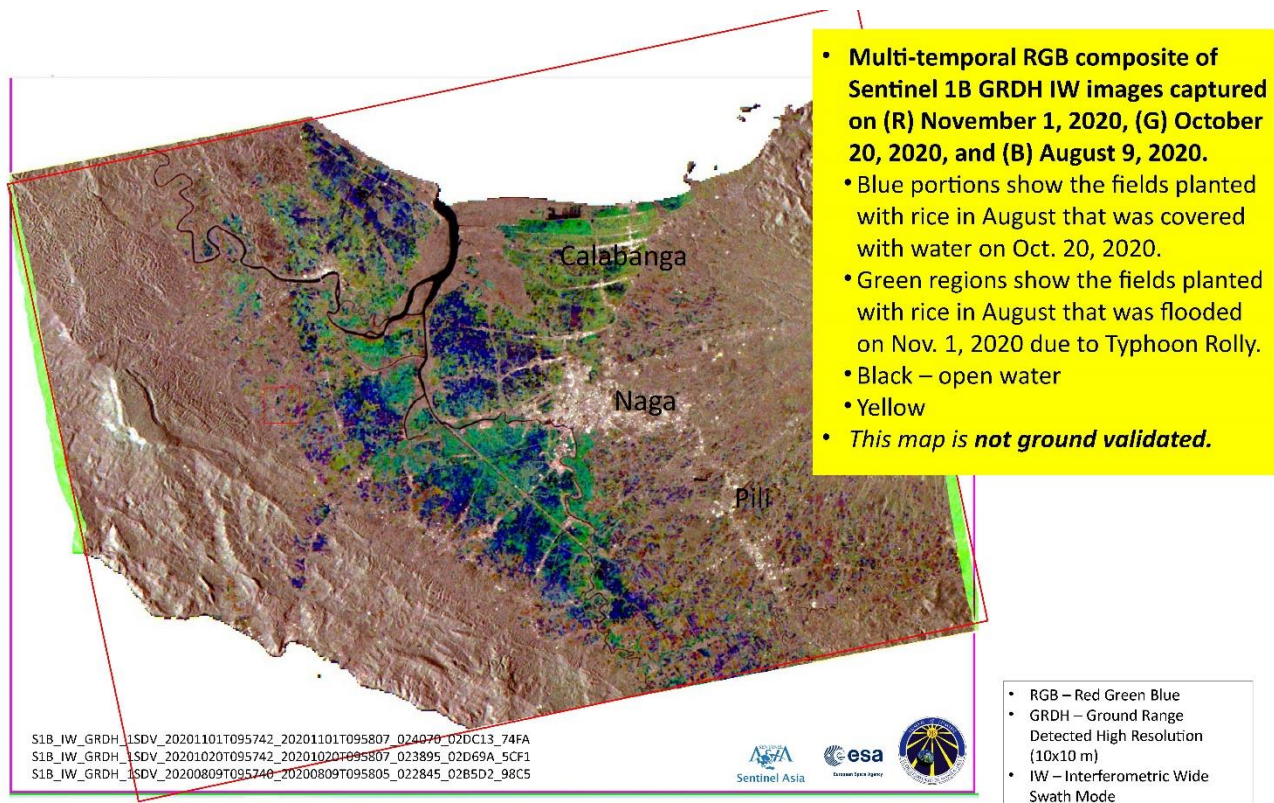 • Multi-temporal RGB composite of
Sentinel 1B GRDH IW images captured
on (R) November 1, 2020, (G) October
20, 2020, and (B) August 9, 2020.
• Blue portions show the fields planted
with rice in August that was covered
with water on Oct. 20, 2020.
• Green regions show the fields planted
with rice in August that was flooded
on Nov. 1, 2020 due to Typhoon Rolly.
• Black – open water
• Yellow
• This map is not ground validated.
Calabanga
Naga
Pili
S1B_IW_GRDH_1SDV_20201101T095742_20201101T095807_024070_02DC13_74FA
S1B_IW_GRDH_1SDV_20201020T095742_20201020T095807_023895_02D69A_5CF1
S1B_IW_GRDH_1SDV_20200809T095740_20200809T095805_022845_02B5D2_98C5
Sentinel Asia
esa
European Space Agency
• RGB – Red Green Blue
• GRDH – Ground Range
Detected High Resolution
(10x10 m)
• IW – Interferometric Wide
Swath Mode